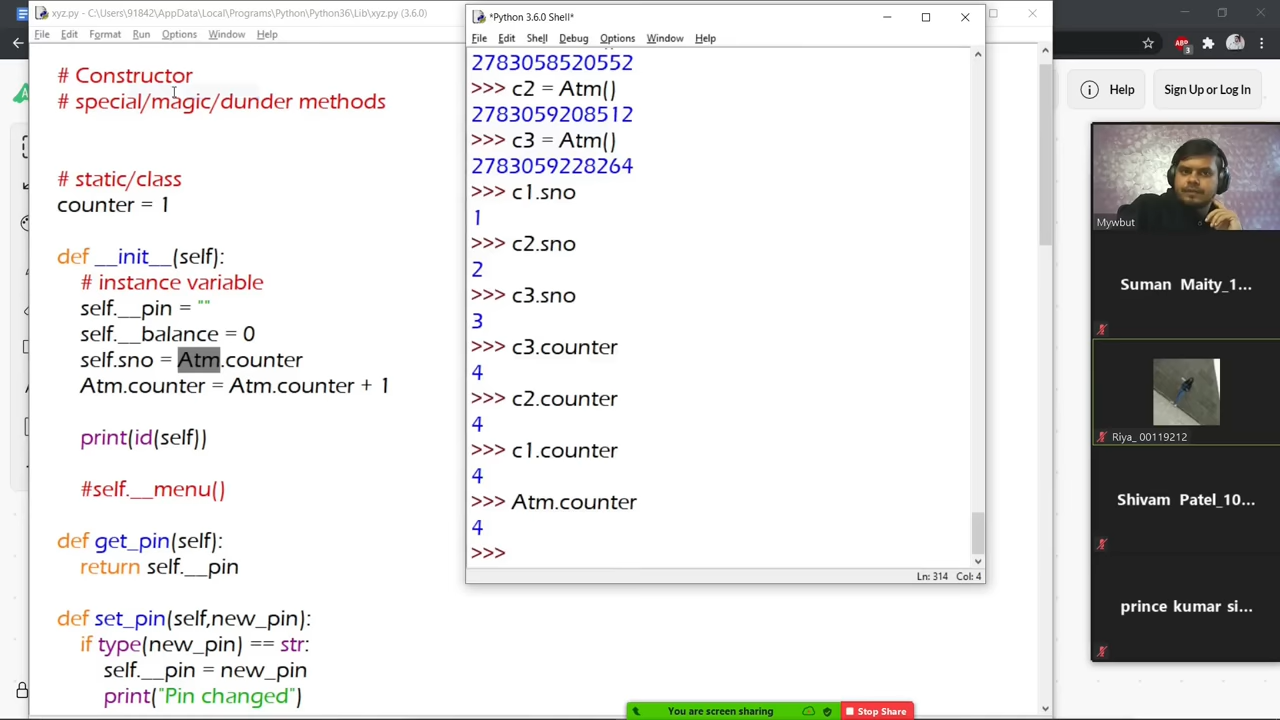 xyz.py - C:\Users\91842\AppData\Local\Programs\Python\Python36\Lib\xyz.py (3.6.0)
File Edit Format Run Options Window Help
# Constructor
# special/magic/dunder methods
# static/class
counter = 1
def __init__(self):
# instance variable
self.__pin = ""
self.__balance = 0
self.sno = Atm.counter
Atm.counter = Atm.counter + 1
print(id(self))
#self.__menu()
def get_pin(self):
return self.__pin
def set_pin(self,new_pin):
if type(new_pin) == str:
self.__pin = new_pin
print("Pin changed")
*Python 3.6.0 Shell*
File Edit Shell Debug Options Window Help
2783058520552
>>> c2 = Atm()
2783059208512
>>> c3 = Atm()
2783059228264
>>> c1.sno
1
>>> c2.sno
2
>>> c3.sno
3
>>> c3.counter
4
>>> c2.counter
4
>>> c1.counter
4
>>> Atm.counter
4
>>>
Ln: 314 Col: 4
ABP
3
Help
Sign Up or Log In
Mywbut
Suman Maity_1...
Riya_ 00119212
Shivam Patel_10...
prince kumar si...
You are screen sharing
Stop Share